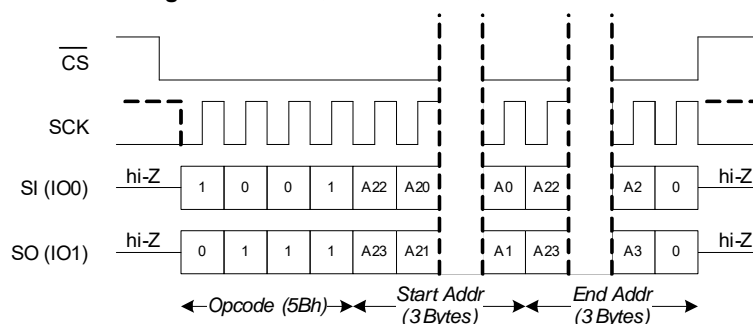 CS
SCK
SI (IO0) hi-Z 1 0 0 1 A22 A20 A0 A22 A2 0 hi-Z
SO (IO1) hi-Z 0 1 1 1 A23 A21 A1 A23 A3 0 hi-Z
Opcode (5Bh) Start Addr (3 Bytes) End Addr (3 Bytes)